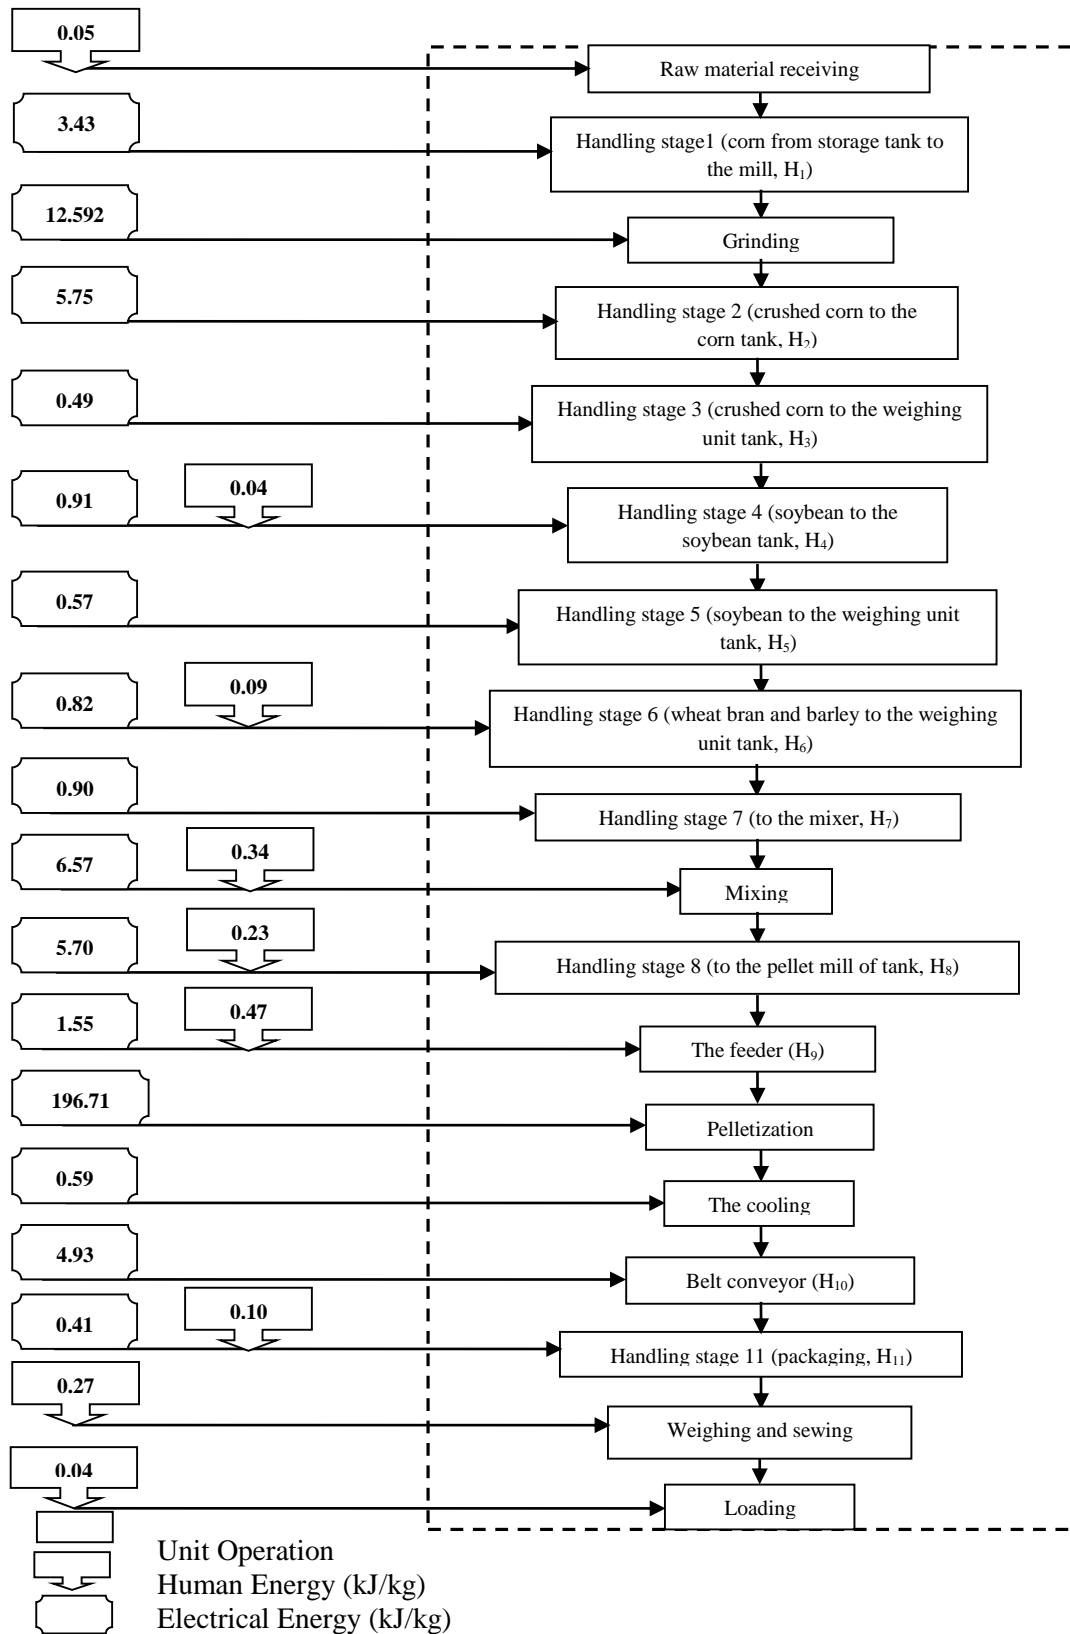 0.05
Raw material receiving
3.43
Handling stage1 (corn from storage tank to
the mill, H₁)
12.592
Grinding
5.75
Handling stage 2 (crushed corn to the
corn tank, H₂)
0.49
Handling stage 3 (crushed corn to the weighing
unit tank, H₃)
0.91
0.04
Handling stage 4 (soybean to the
soybean tank, H₄)
0.57
Handling stage 5 (soybean to the weighing unit
tank, H₅)
0.82
0.09
Handling stage 6 (wheat bran and barley to the weighing
unit tank, H₆)
0.90
Handling stage 7 (to the mixer, H₇)
6.57
0.34
Mixing
5.70
0.23
Handling stage 8 (to the pellet mill of tank, H₈)
1.55
0.47
The feeder (H₉)
196.71
Pelletization
0.59
The cooling
4.93
Belt conveyor (H₁₀)
0.41
0.10
Handling stage 11 (packaging, H₁₁)
0.27
Weighing and sewing
0.04
Loading
Unit Operation
Human Energy (kJ/kg)
Electrical Energy (kJ/kg)